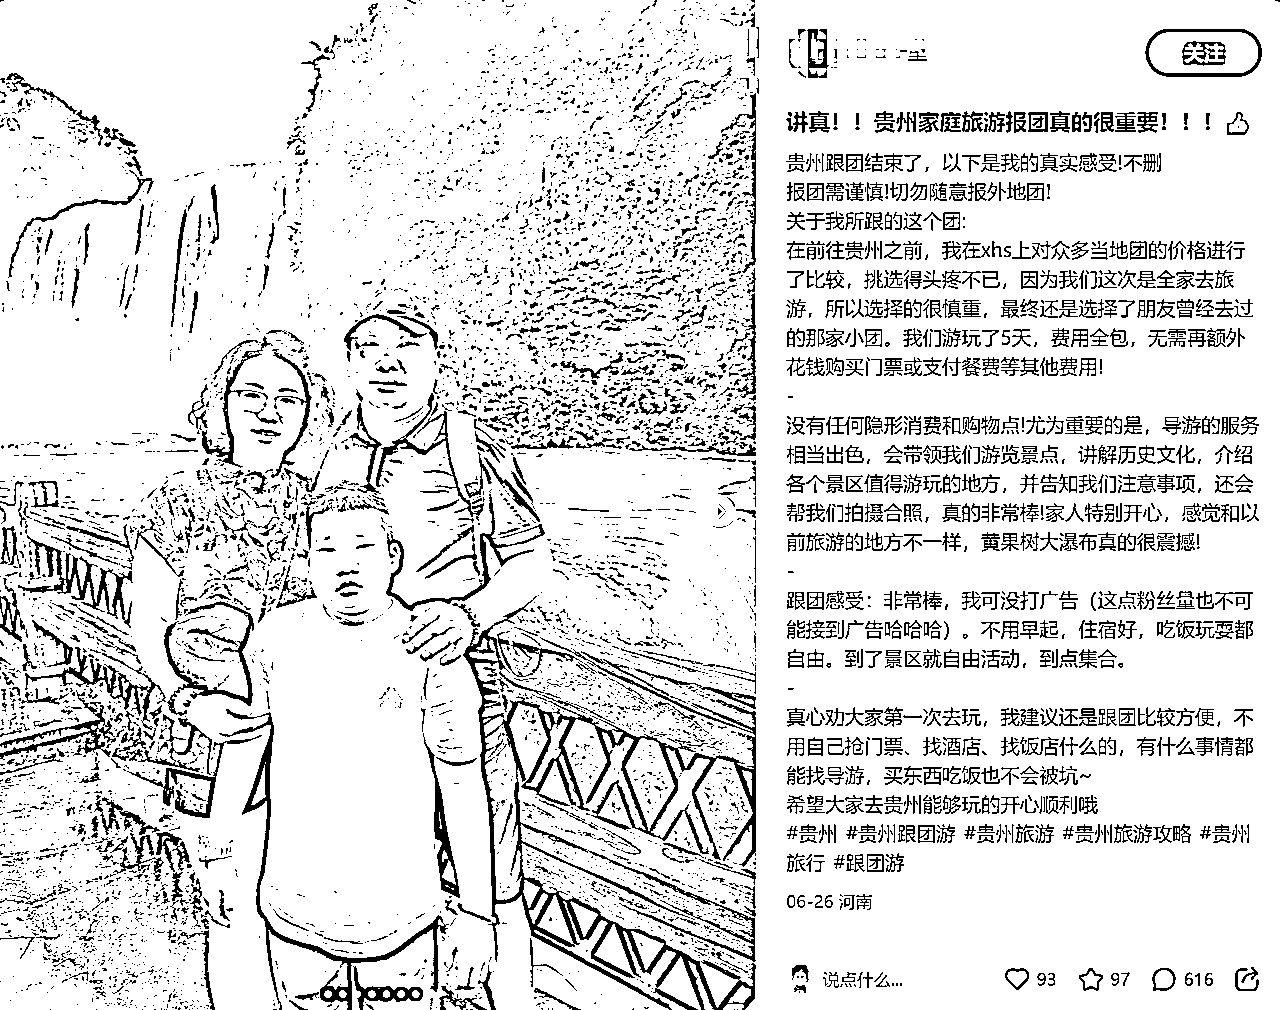 关注
讲真！！贵州家庭旅游报团真的很重要！！！👍
贵州跟团结束了，以下是我的真实感受!不删
报团需谨慎!切勿随意报外地团!
关于我所跟的这个团:
在前往贵州之前，我在xhs上对众多当地团的价格进行
了比较，挑选得头疼不已，因为我们这次是全家去旅
游，所以选择的很慎重，最终还是选择了朋友曾经去过
的那家小团。我们游玩了5天，费用全包，无需再额外
花钱购买门票或支付餐费等其他费用!
-
没有任何隐形消费和购物点!尤为重要的是，导游的服务
相当出色，会带领我们游览景点，讲解历史文化，介绍
各个景区值得游玩的地方，并告知我们注意事项，还会
帮我们拍摄合照，真的非常棒!家人特别开心，感觉和以
前旅游的地方不一样，黄果树大瀑布真的很震撼!
-
跟团感受：非常棒，我可没打广告（这点粉丝量也不可
能接到广告哈哈哈）。不用早起，住宿好，吃饭玩耍都
自由。到了景区就自由活动，到点集合。
-
真心劝大家第一次去玩，我建议还是跟团比较方便，不
用自己抢门票、找酒店、找饭店什么的，有什么事情都
能找导游，买东西吃饭也不会被坑~
希望大家去贵州能够玩的开心顺利哦
#贵州 #贵州跟团游 #贵州旅游 #贵州旅游攻略 #贵州
旅行 #跟团游
06-26 河南
说点什么... 93 97 616